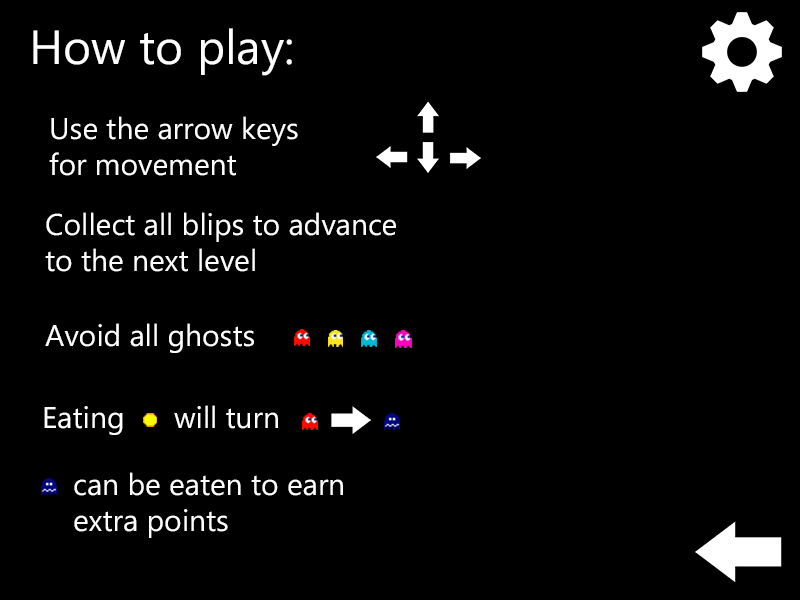 How to play:
Use the arrow keys
for movement
Collect all blips to advance
to the next level
Avoid all ghosts
Eating will turn
can be eaten to earn
extra points